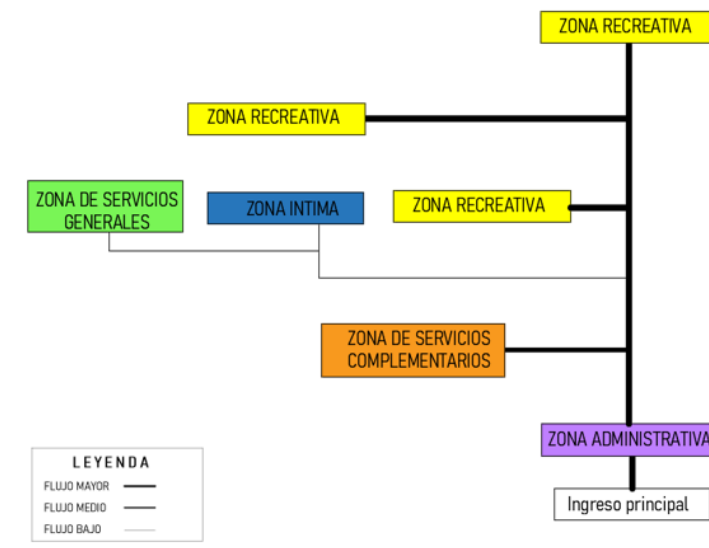 ZONA RECREATIVA
ZONA RECREATIVA
ZONA DE SERVICIOS
GENERALES
ZONA INTIMA
ZONA RECREATIVA
ZONA DE SERVICIOS
COMPLEMENTARIOS
ZONA ADMINISTRATIVA
Ingreso principal
LEYENDA
FLUJO MAYOR
FLUJO MEDIO
FLUJO BAJO